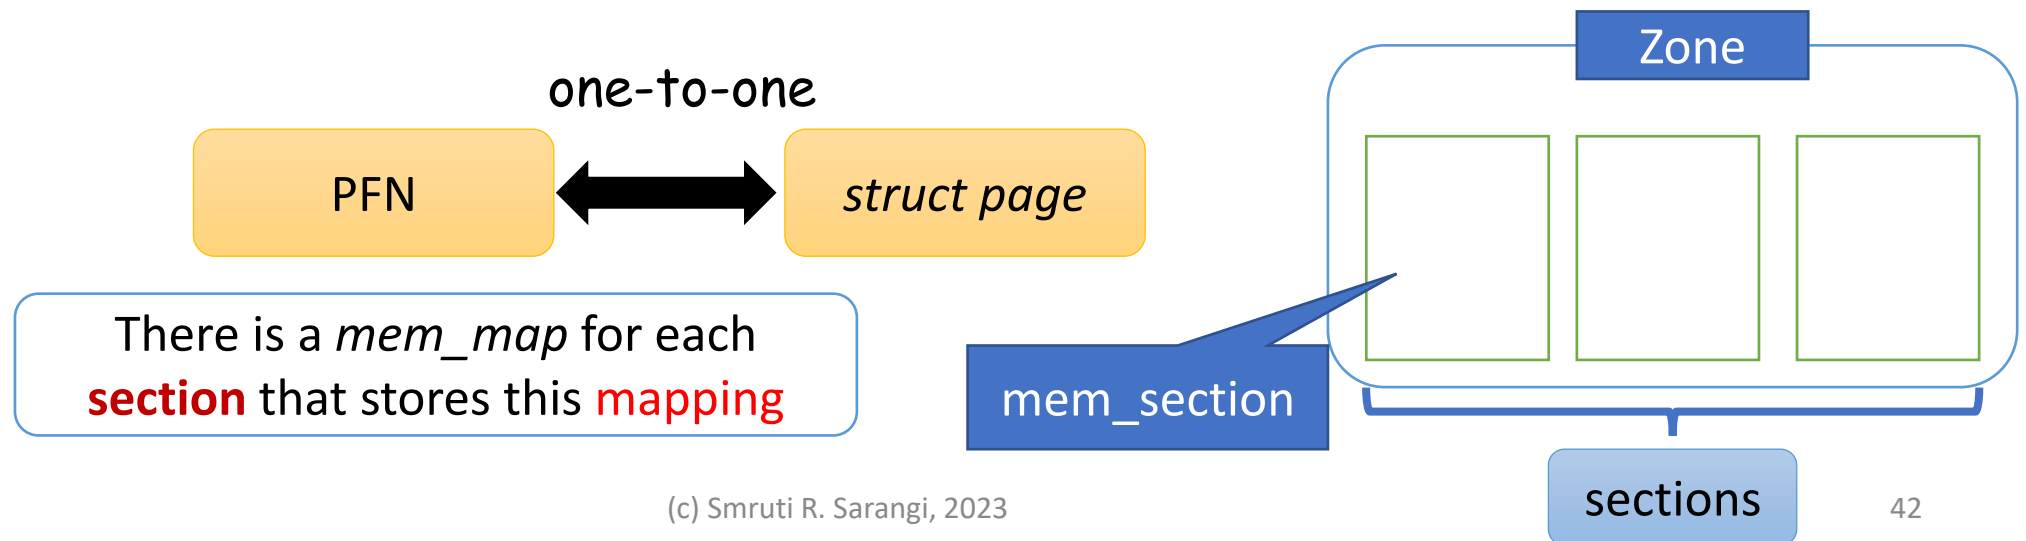 one-to-one
PFN
struct page
There is a mem_map for each
section that stores this mapping
Zone
mem_section
sections
(c) Smruti R. Sarangi, 2023
42